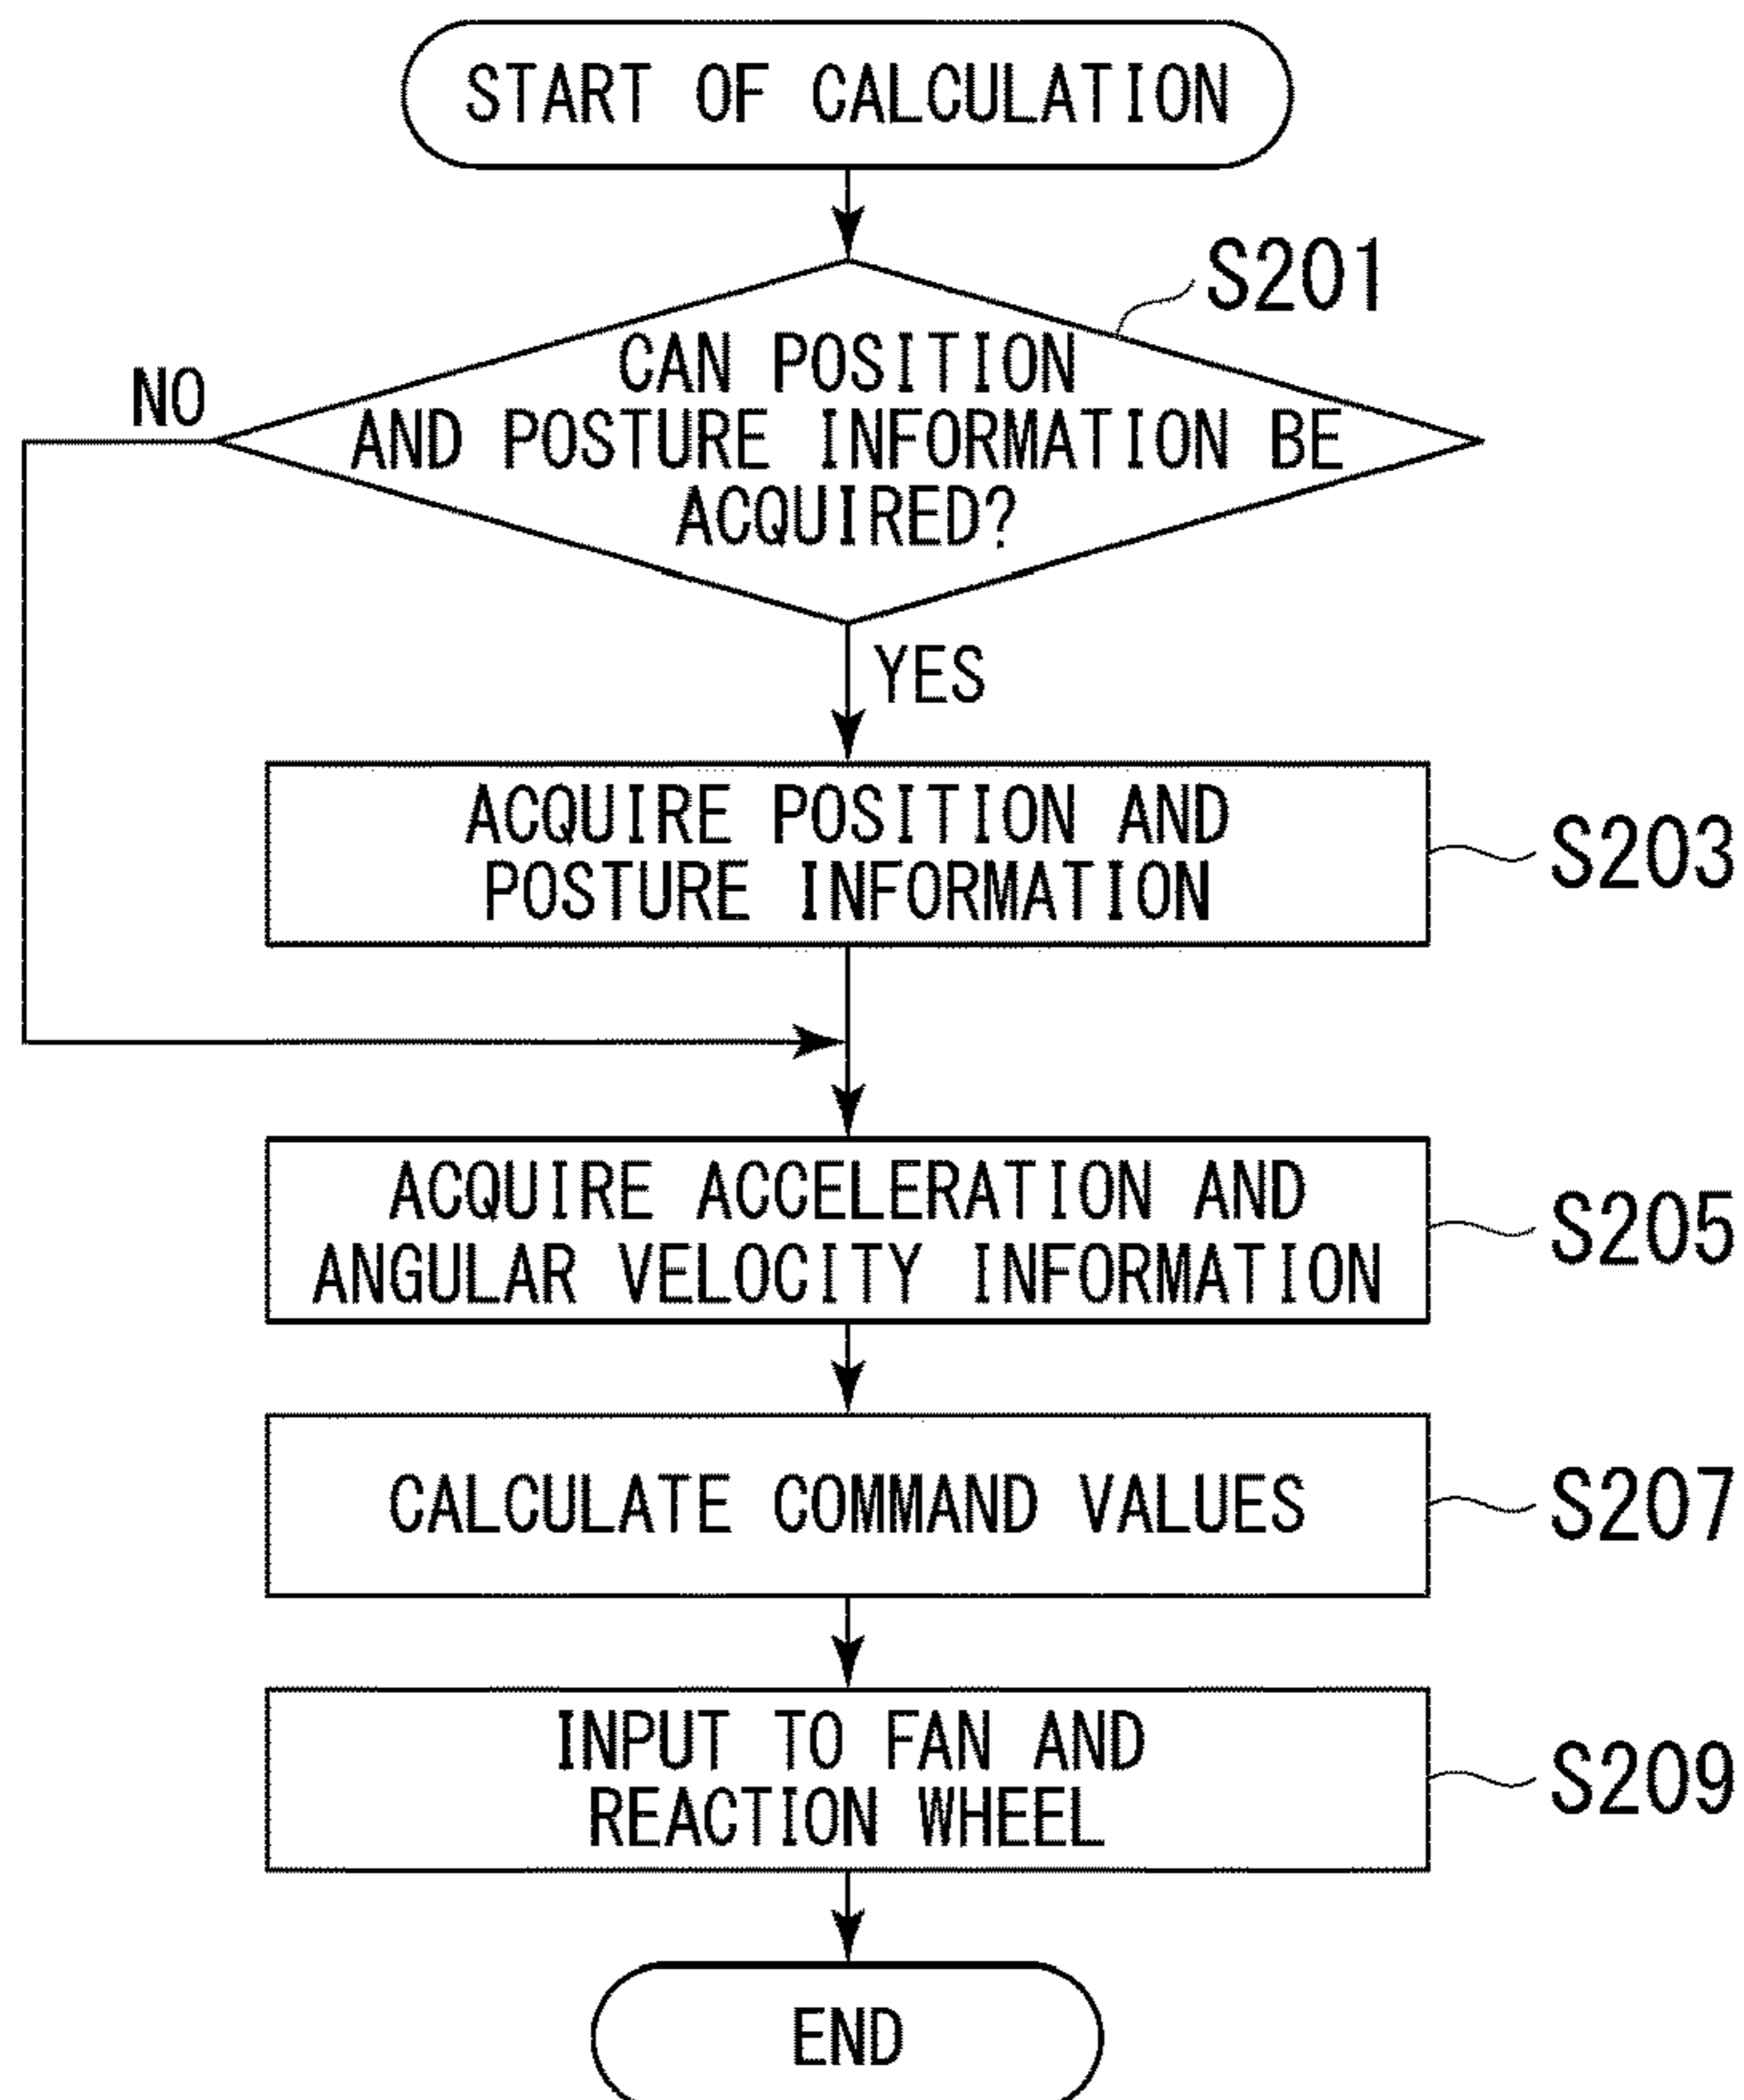 START OF CALCULATION
S201
CAN POSITION
AND POSTURE INFORMATION BE
ACQUIRED?
NO
YES
ACQUIRE POSITION AND
POSTURE INFORMATION
S203
ACQUIRE ACCELERATION AND
ANGULAR VELOCITY INFORMATION
S205
CALCULATE COMMAND VALUES
S207
INPUT TO FAN AND
REACTION WHEEL
S209
END